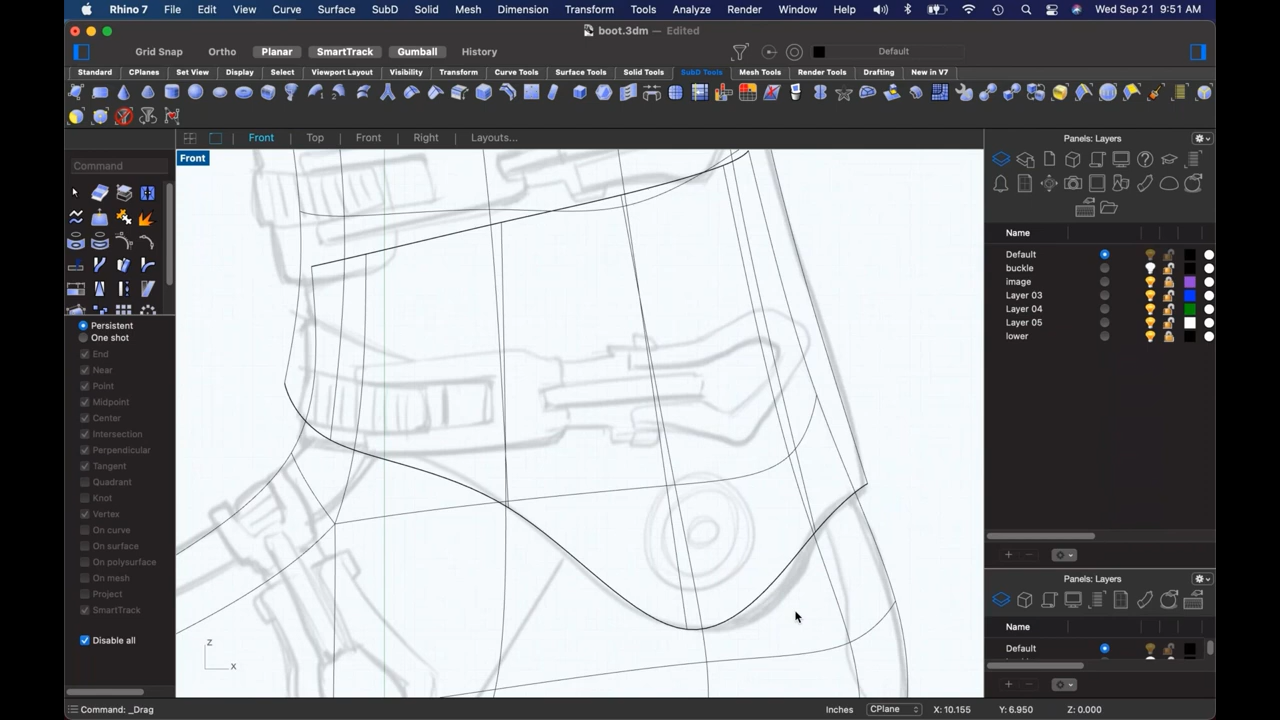 Rhino 7 File Edit View Curve Surface SubD Solid Mesh Dimension Transform Tools Analyze Render Window Help Wed Sep 21 9:51 AM
boot.3dm — Edited
Grid Snap Ortho Planar SmartTrack Gumball History Default
Standard CPlanes Set View Display Select Viewport Layout Visibility Transform Curve Tools Surface Tools Solid Tools SubD Tools Mesh Tools Render Tools Drafting New in V7
Front Top Front Right Layouts...
Panels: Layers
Front
Command
Name
Default
buckle
image
Layer 03
Layer 04
Layer 05
lower
Persistent
One shot
End
Near
Point
Midpoint
Center
Intersection
Perpendicular
Tangent
Quadrant
Knot
Vertex
On curve
On surface
On polysurface
On mesh
Project
SmartTrack
Disable all
Panels: Layers
Name
Default
z
x
Command: _Drag
Inches CPlane X: 10.155 Y: 6.950 Z: 0.000